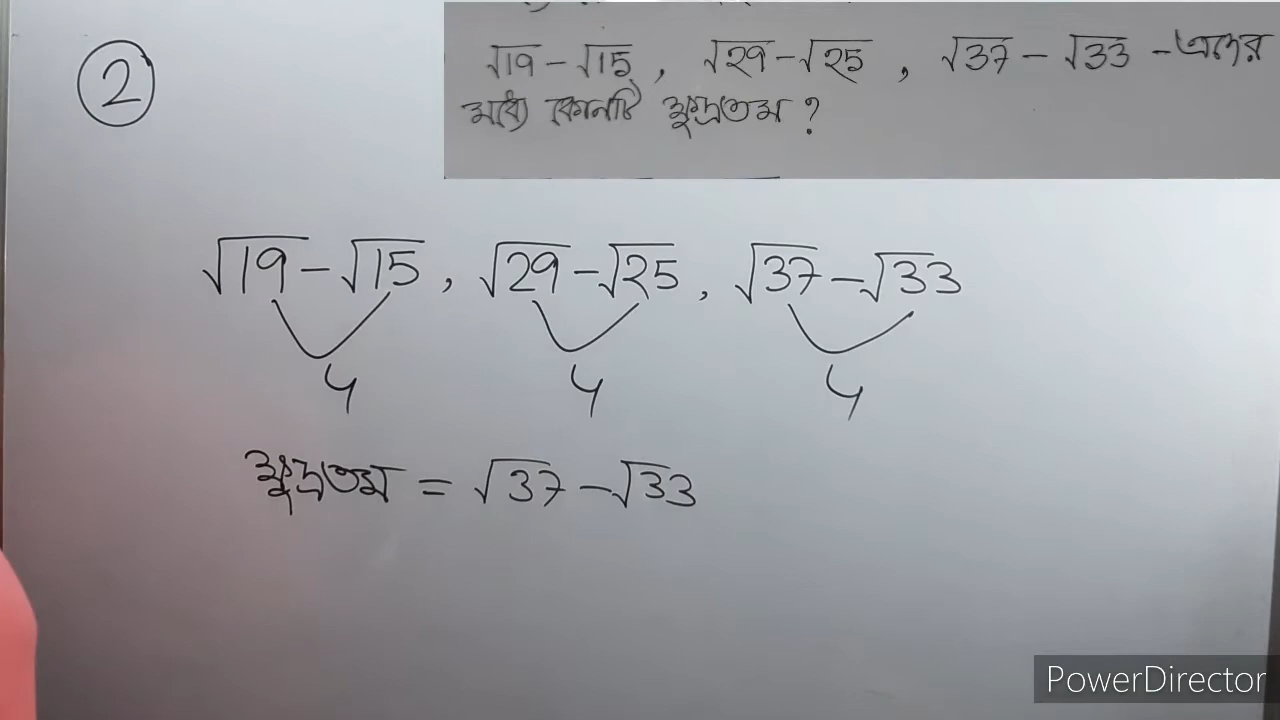 2
√19 - √15, √29 - √25, √37 - √33 - এদের
মধ্যে কোনটি ক্ষুদ্রতম ?
√19 - √15, √29 - √25, √37 - √33
4 4 4
ক্ষুদ্রতম = √37 - √33
PowerDirector